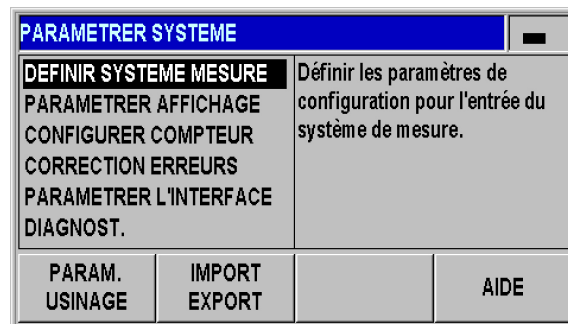 PARAMETRER SYSTEME
DEFINIR SYSTEME MESURE
PARAMETRER AFFICHAGE
CONFIGURER COMPTEUR
CORRECTION ERREURS
PARAMETRER L'INTERFACE
DIAGNOST.
Définir les paramètres de
configuration pour l'entrée du
système de mesure.
PARAM.
USINAGE
IMPORT
EXPORT
AIDE